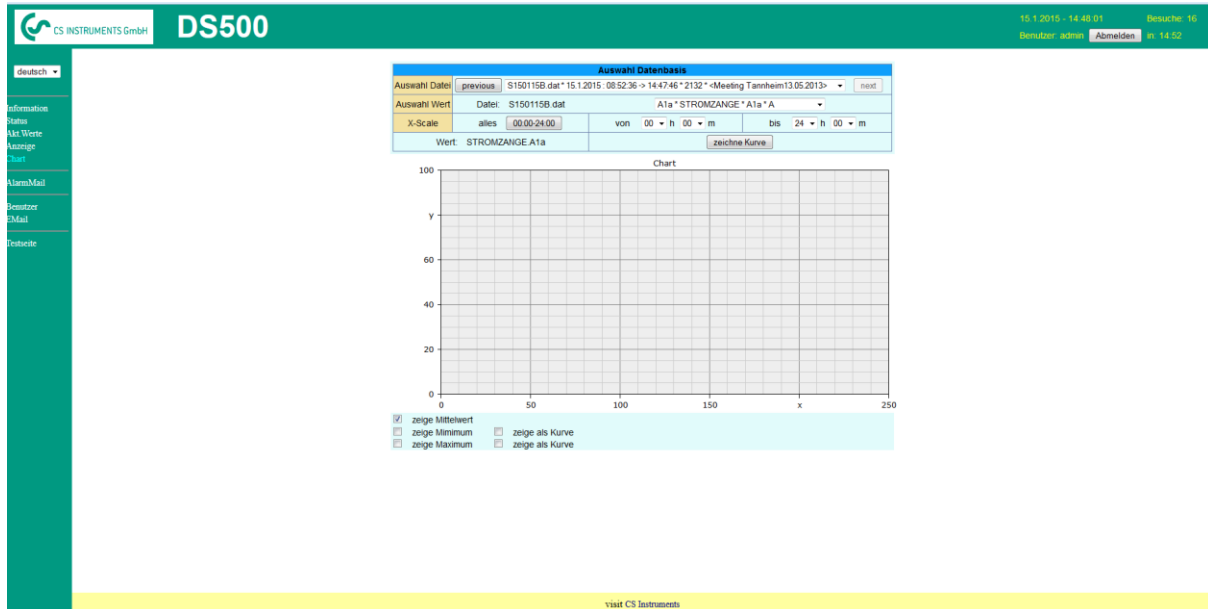 CS INSTRUMENTS GmbH
DS500
15.1.2015 - 14:48:01 Besuche: 16
Benutzer: admin Abmelden in: 14:52
deutsch
Information
Status
Akt.Werte
Anzeige
Chart
AlarmMail
Benutzer
EMail
Testseite
Auswahl Datenbasis
Auswahl Datei previous S150115B.dat * 15.1.2015 : 08:52:36 -> 14:47:46 * 2132 * <Meeting Tannheim13.05.2013> next
Auswahl Wert Datei: S150115B.dat A1a * STROMZANGE * A1a * A
X-Scale alles 00:00-24:00 von 00 h 00 m bis 24 h 00 m
Wert: STROMZANGE.A1a zeichne Kurve
Chart
100
y
60
40
20
0
0 50 100 150 x 250
zeige Mittelwert
zeige Mimimum zeige als Kurve
zeige Maximum zeige als Kurve
visit CS Instruments